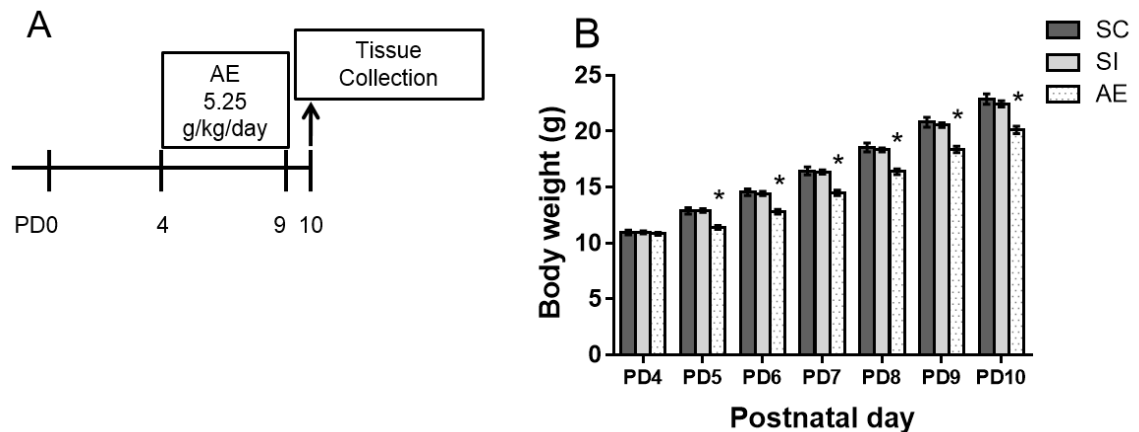 A
AE
5.25
g/kg/day
Tissue
Collection
PD0
4
9
10
B
SC
SI
AE
Body weight (g)
25
20
15
10
5
0
*
*
*
*
*
*
PD4 PD5 PD6 PD7 PD8 PD9 PD10
Postnatal day